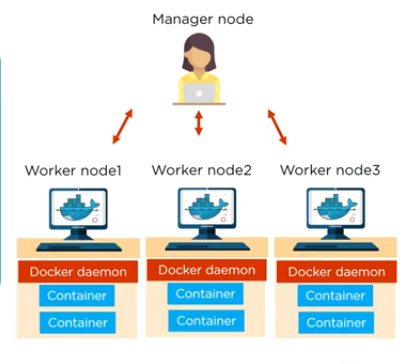 Manager node
Worker node1 Worker node2 Worker node3
Docker daemon Docker daemon Docker daemon
Container Container Container
Container Container Container